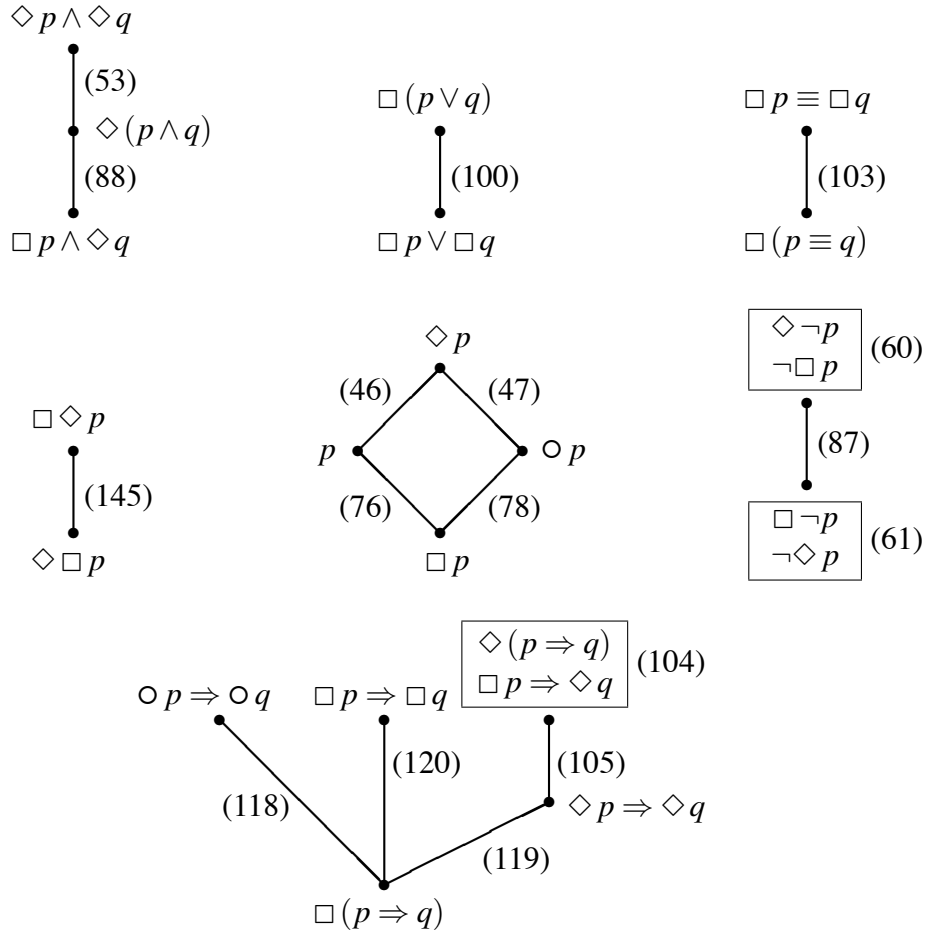 ◇ p ∧ ◇ q
(53)
◇ (p ∧ q)
(88)
□ p ∧ ◇ q
□ (p ∨ q)
(100)
□ p ∨ □ q
□ p ≡ □ q
(103)
□ (p ≡ q)
□ ◇ p
(145)
◇ □ p
◇ p
(46) (47)
p ○ p
(76) (78)
□ p
◇ ¬p
¬□ p
(60)
(87)
□ ¬p
¬◇ p
(61)
○ p ⇒ ○ q
□ p ⇒ □ q
◇ (p ⇒ q)
□ p ⇒ ◇ q
(104)
(118)
(120)
(105)
◇ p ⇒ ◇ q
(119)
□ (p ⇒ q)